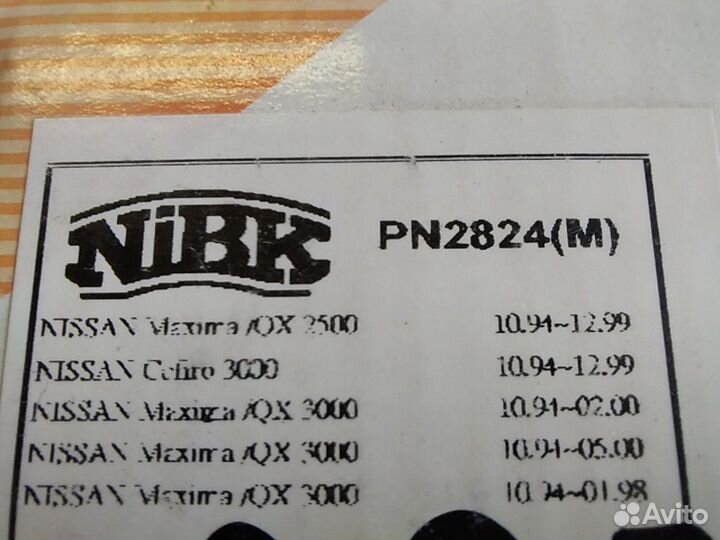 NiBK PN2824(M)
NISSAN Maxima /QX 2500 10.94~12.99
NISSAN Cefiro 3000 10.94~12.99
NISSAN Maxima /QX 3000 10.94~02.00
NISSAN Maxima /QX 3000 10.94~05.00
NISSAN Maxima /QX 3000 10.94~01.98
Avito